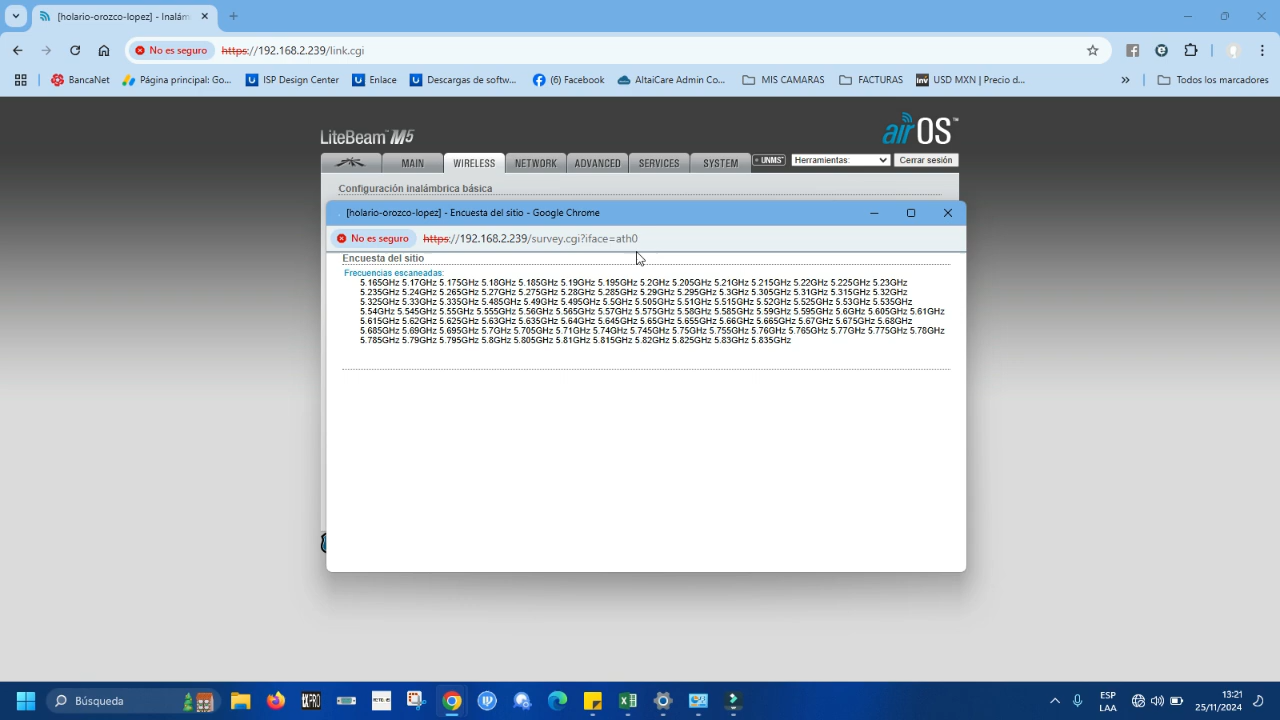 [holario-orozco-lopez] - Inalám
No es seguro
https://192.168.2.239/link.cgi
BancaNet
Página principal: Go...
ISP Design Center
Enlace
Descargas de softw...
(6) Facebook
AltaiCare Admin Co...
MIS CAMARAS
FACTURAS
USD MXN | Precio d...
»
Todos los marcadores
LiteBeam M5
airOS™
MAIN
WIRELESS
NETWORK
ADVANCED
SERVICES
SYSTEM
UNMS
Herramientas:
Cerrar sesión
Configuración inalámbrica básica
[holario-orozco-lopez] - Encuesta del sitio - Google Chrome
No es seguro
https://192.168.2.239/survey.cgi?iface=ath0
Encuesta del sitio
Frecuencias escaneadas:
5.165GHz 5.17GHz 5.175GHz 5.18GHz 5.185GHz 5.19GHz 5.195GHz 5.2GHz 5.205GHz 5.21GHz 5.215GHz 5.22GHz 5.225GHz 5.23GHz
5.235GHz 5.24GHz 5.265GHz 5.27GHz 5.275GHz 5.28GHz 5.285GHz 5.29GHz 5.295GHz 5.3GHz 5.305GHz 5.31GHz 5.315GHz 5.32GHz
5.325GHz 5.33GHz 5.335GHz 5.485GHz 5.49GHz 5.495GHz 5.5GHz 5.505GHz 5.51GHz 5.515GHz 5.52GHz 5.525GHz 5.53GHz 5.535GHz
5.54GHz 5.545GHz 5.55GHz 5.555GHz 5.56GHz 5.565GHz 5.57GHz 5.575GHz 5.58GHz 5.585GHz 5.59GHz 5.595GHz 5.6GHz 5.605GHz 5.61GHz
5.615GHz 5.62GHz 5.625GHz 5.63GHz 5.635GHz 5.64GHz 5.645GHz 5.65GHz 5.655GHz 5.66GHz 5.665GHz 5.67GHz 5.675GHz 5.68GHz
5.685GHz 5.69GHz 5.695GHz 5.7GHz 5.705GHz 5.71GHz 5.74GHz 5.745GHz 5.75GHz 5.755GHz 5.76GHz 5.765GHz 5.77GHz 5.775GHz 5.78GHz
5.785GHz 5.79GHz 5.795GHz 5.8GHz 5.805GHz 5.81GHz 5.815GHz 5.82GHz 5.825GHz 5.83GHz 5.835GHz
Búsqueda
ESP
LAA
13:21
25/11/2024